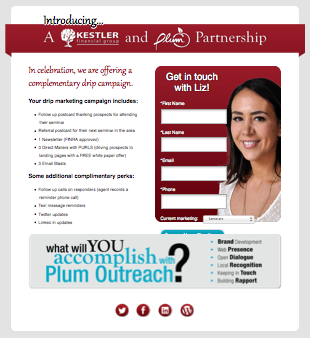 Introducing...
A KESTLER financial group and Plum Partnership
In celebration, we are offering a
complementary drip campaign.
Your drip marketing campaign includes:
Follow up postcard thanking prospects for attending
their seminar
Referral postcard for their next seminar in the area
1 Newsletter (FINRA approved)
3 Direct Mailers with PURLS (driving prospects to
landing pages with a FREE white paper offer)
3 Email Blasts
Some additional complimentary perks:
Follow up calls on responders (agent records a
reminder phone call)
Text message reminders
Twitter updates
Linked in updates
Get in touch
with Liz!
*First Name
*Last Name
*Email
*Phone
Current marketing:
what will YOU
accomplish with
Plum Outreach?
Brand Development
Web Presence
Open Dialogue
Local Recognition
Keeping in Touch
Building Rapport